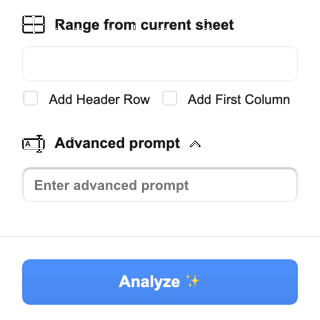 Range from current sheet
Add Header Row Add First Column
Advanced prompt
Enter advanced prompt
Analyze ✨